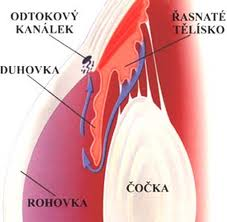 ODTOKOVÝ
KANÁLEK
ŘASNATÉ
TĚLÍSKO
DUHOVKA
ROHOVKA
ČOČKA